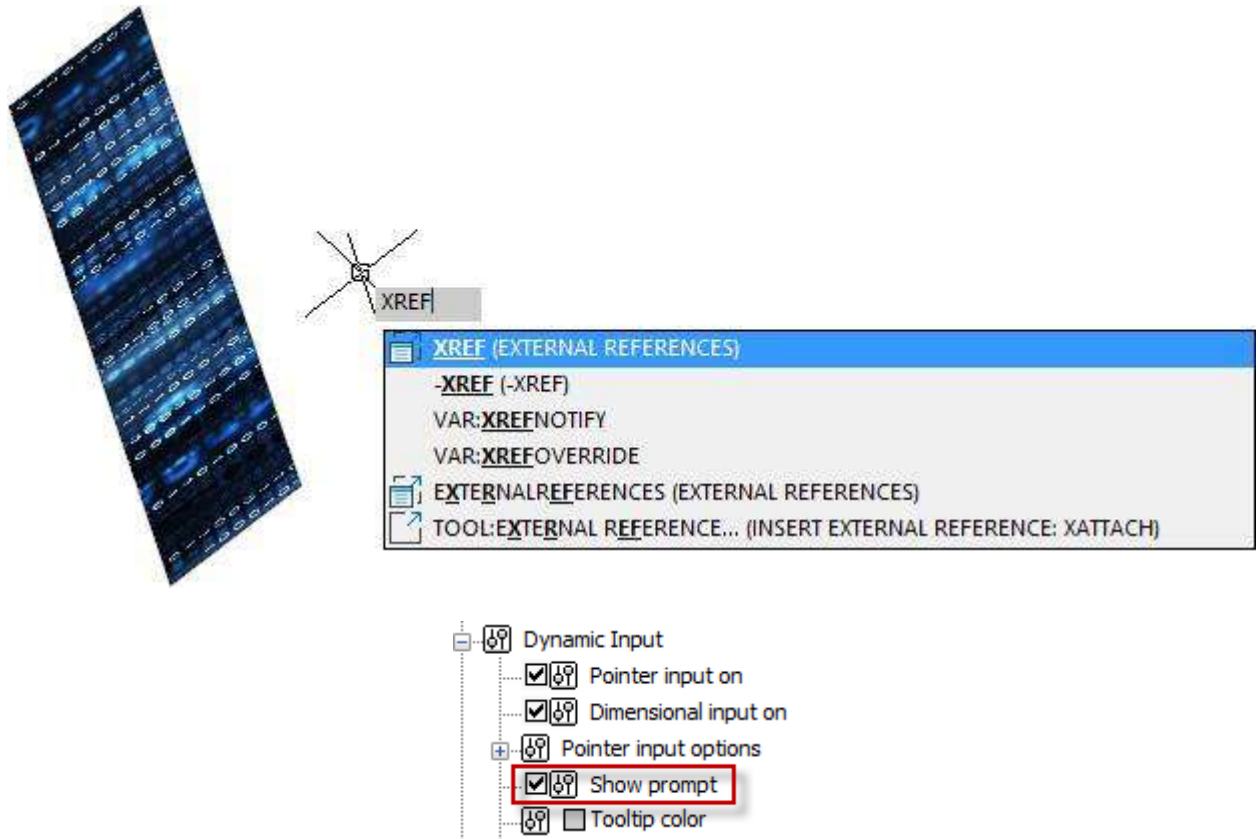 XREF
XREF (EXTERNAL REFERENCES)
-XREF (-XREF)
VAR:XREFNOTIFY
VAR:XREFOVERRIDE
EXTERNALREFERENCES (EXTERNAL REFERENCES)
TOOL:EXTERNAL REFERENCE... (INSERT EXTERNAL REFERENCE: XATTACH)
Dynamic Input
Pointer input on
Dimensional input on
Pointer input options
Show prompt
Tooltip color